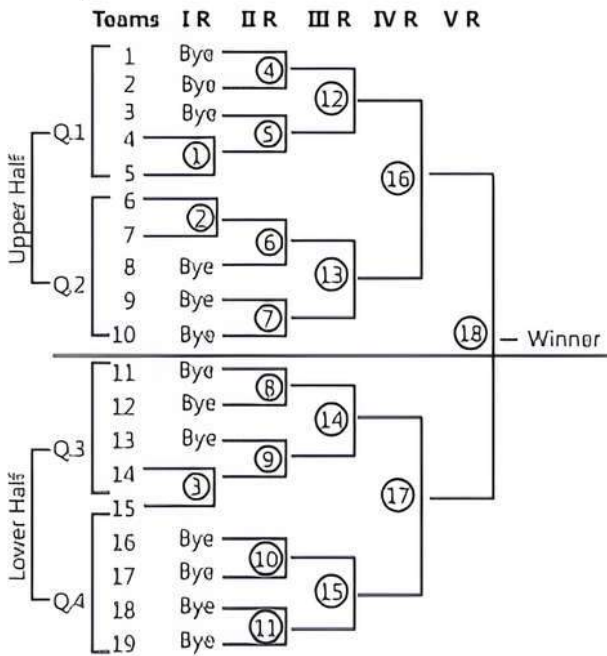 Teams I R II R III R IV R V R
1 Bye
4
2 Bye
12
3 Bye
Q.1 4 5
1
5
16
Upper Half
6
2
7 6
8 Bye
Q.2 13
9 Bye
7
10 Bye
18 — Winner
11 Bye
8
12 Bye
14
13 Bye
Q.3 9
14 3
17
15
Lower Half
16 Bye
10
17 Bye
15
Q.4 18 Bye
11
19 Bye